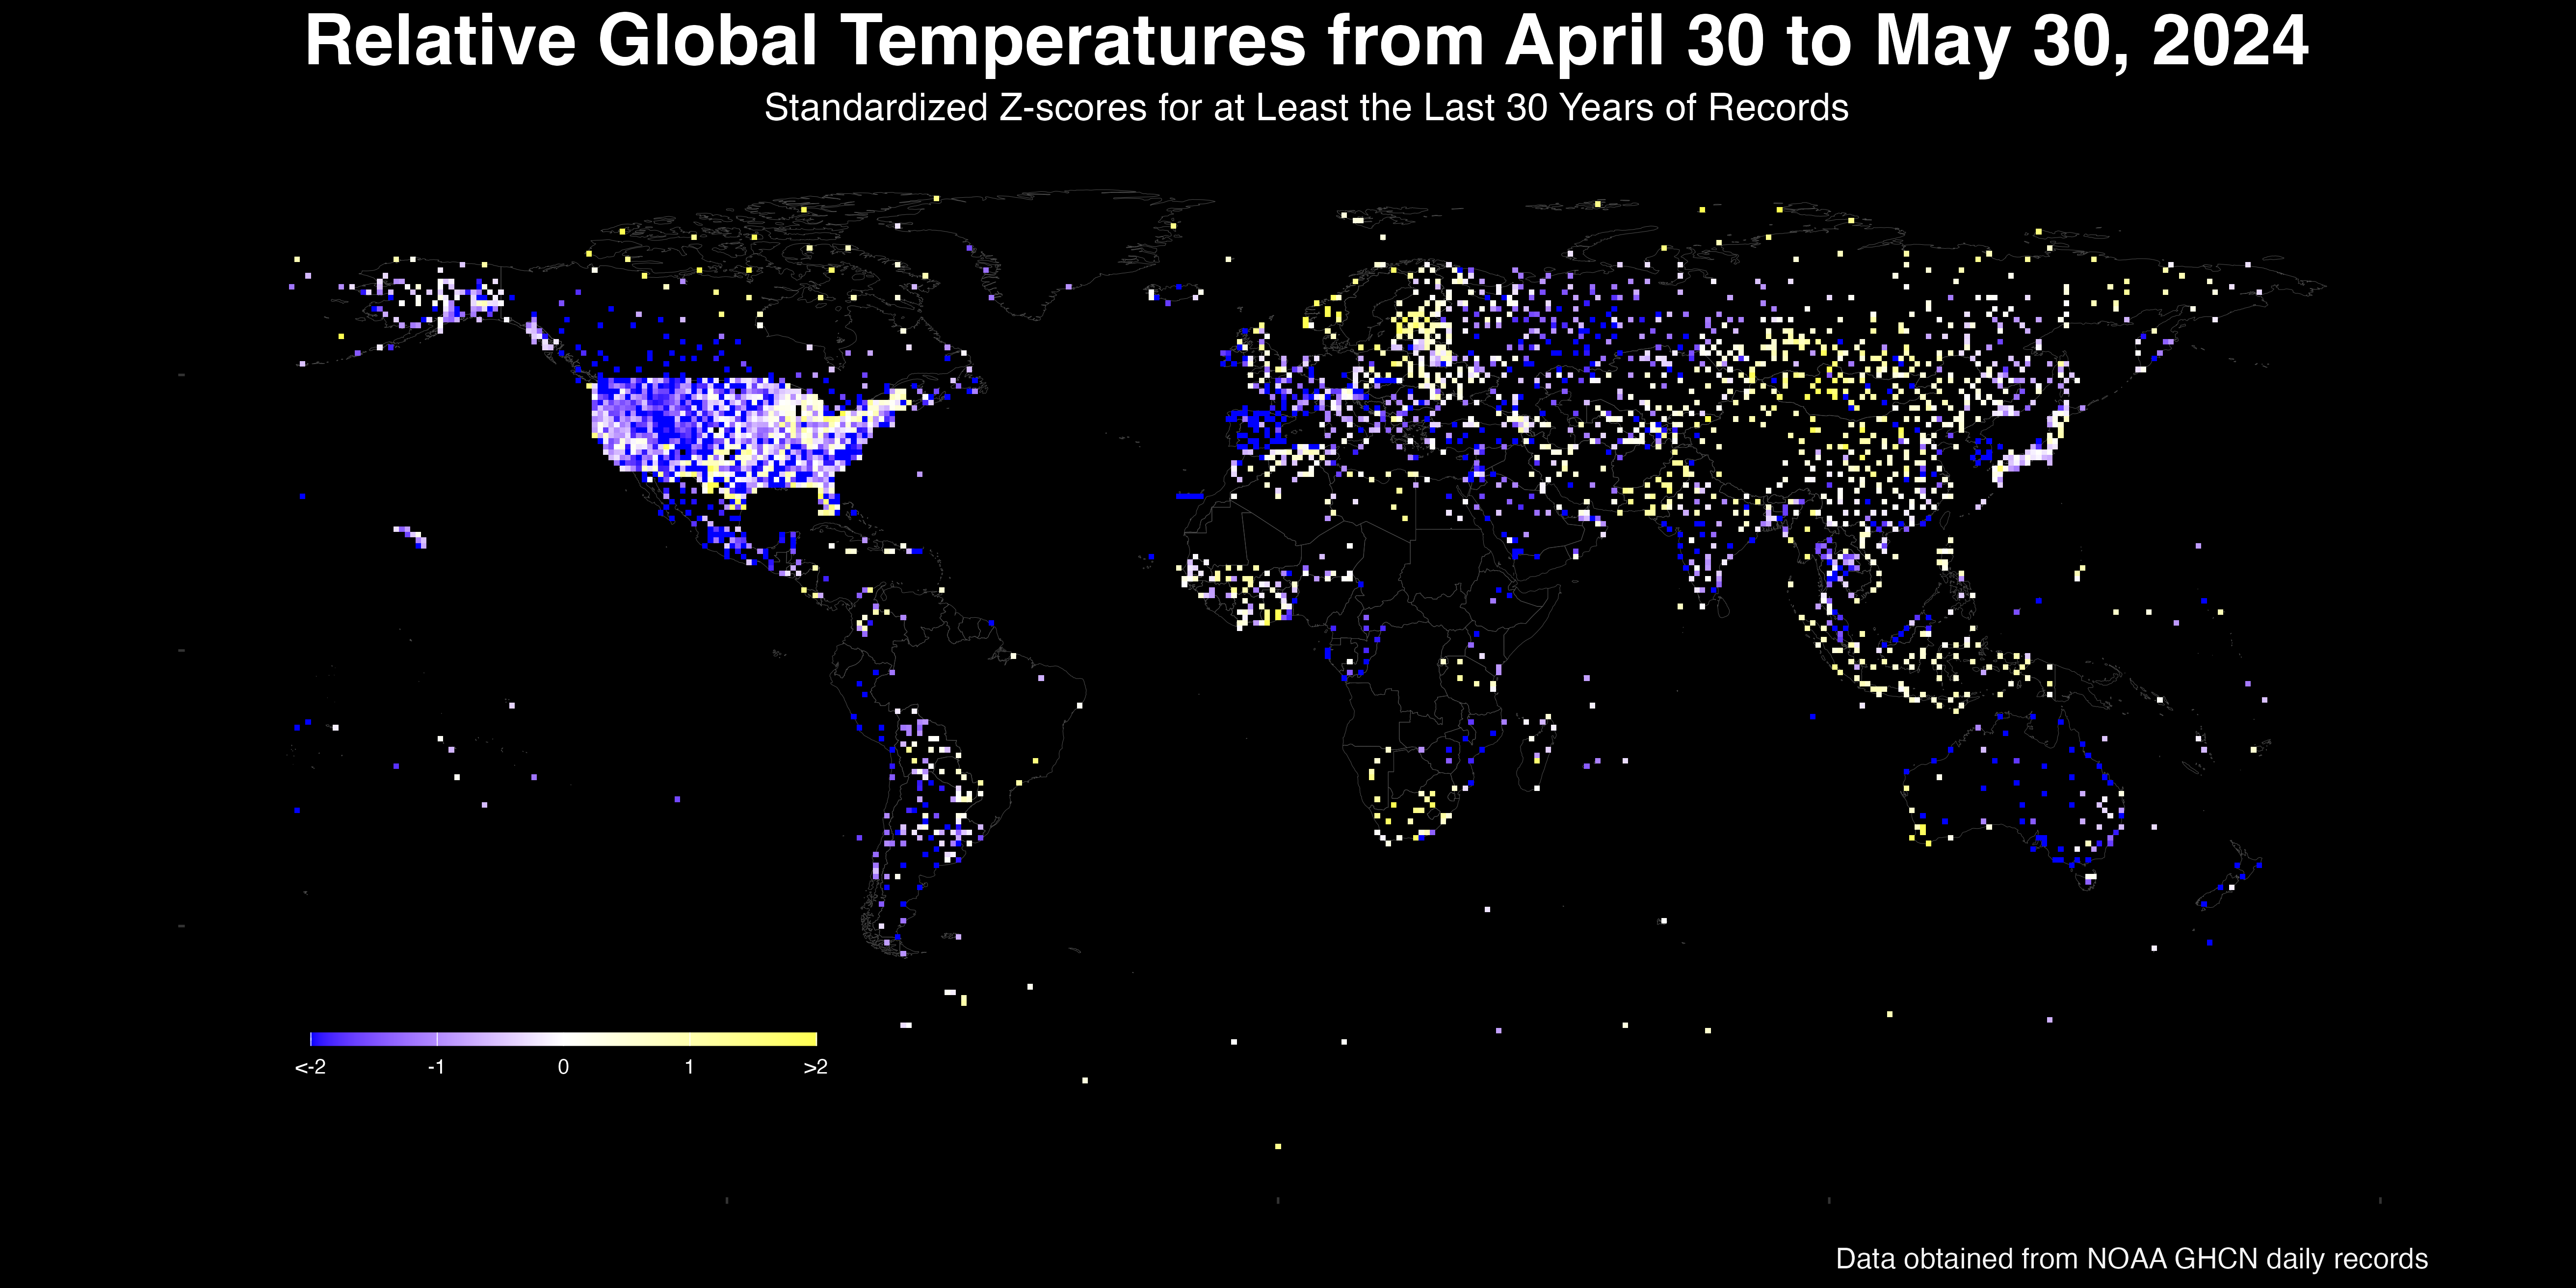 Relative Global Temperatures from April 30 to May 30, 2024
Standardized Z-scores for at Least the Last 30 Years of Records
<-2 -1 0 1 >2
Data obtained from NOAA GHCN daily records